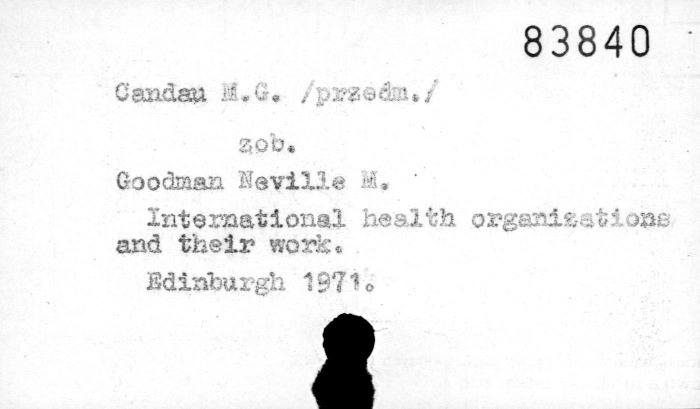 83840
Candau M.G. /przedm./
zob.
Goodman Neville M.
International health organizations
and their work.
Edinburgh 1971.